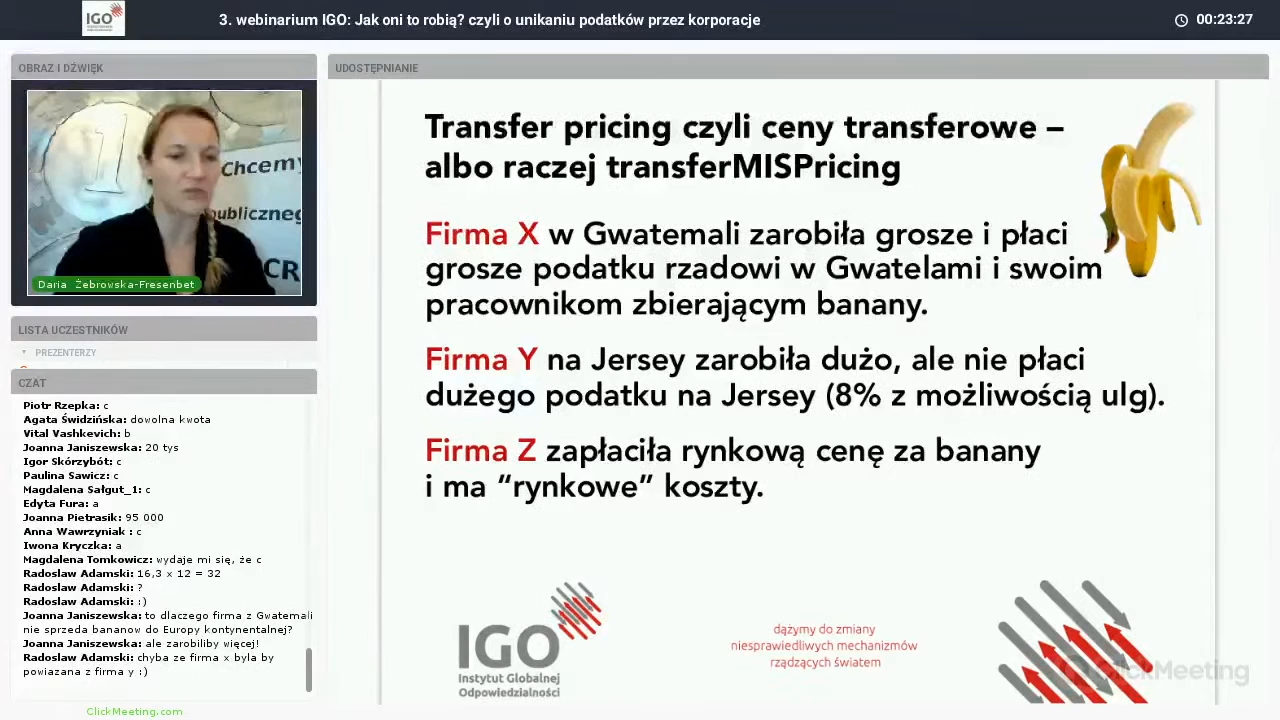 IGO
3. webinarium IGO: Jak oni to robią? czyli o unikaniu podatków przez korporacje
00:23:27
OBRAZ I DŹWIĘK
1
Chcemy
publiczneg
CR
Daria Żebrowska-Fresenbet
LISTA UCZESTNIKÓW
PREZENTERZY
CZAT
Piotr Rzepka: c
Agata Świdzińska: dowolna kwota
Vital Vashkevich: b
Joanna Janiszewska: 20 tys
Igor Skórzybót: c
Paulina Sawicz: c
Magdalena Sałgut_1: c
Edyta Fura: a
Joanna Pietrasik: 95 000
Anna Wawrzyniak : c
Iwona Kryczka: a
Magdalena Tomkowicz: wydaje mi się, że c
Radoslaw Adamski: 16,3 x 12 = 32
Radoslaw Adamski: ?
Radoslaw Adamski: :)
Joanna Janiszewska: to dlaczego firma z Gwatemali
nie sprzeda bananow do Europy kontynentalnej?
Joanna Janiszewska: ale zarobiliby więcej!
Radoslaw Adamski: chyba ze firma x byla by
powiazana z firma y :)
ClickMeeting.com
UDOSTĘPNIANIE
Transfer pricing czyli ceny transferowe –
albo raczej transferMISPricing
Firma X w Gwatemali zarobiła grosze i płaci
grosze podatku rzadowi w Gwatelami i swoim
pracownikom zbierającym banany.
Firma Y na Jersey zarobiła dużo, ale nie płaci
dużego podatku na Jersey (8% z możliwością ulg).
Firma Z zapłaciła rynkową cenę za banany
i ma “rynkowe” koszty.
IGO
Instytut Globalnej
Odpowiedzialności
dążymy do zmiany
niesprawiedliwych mechanizmów
rządzących światem
ClickMeeting